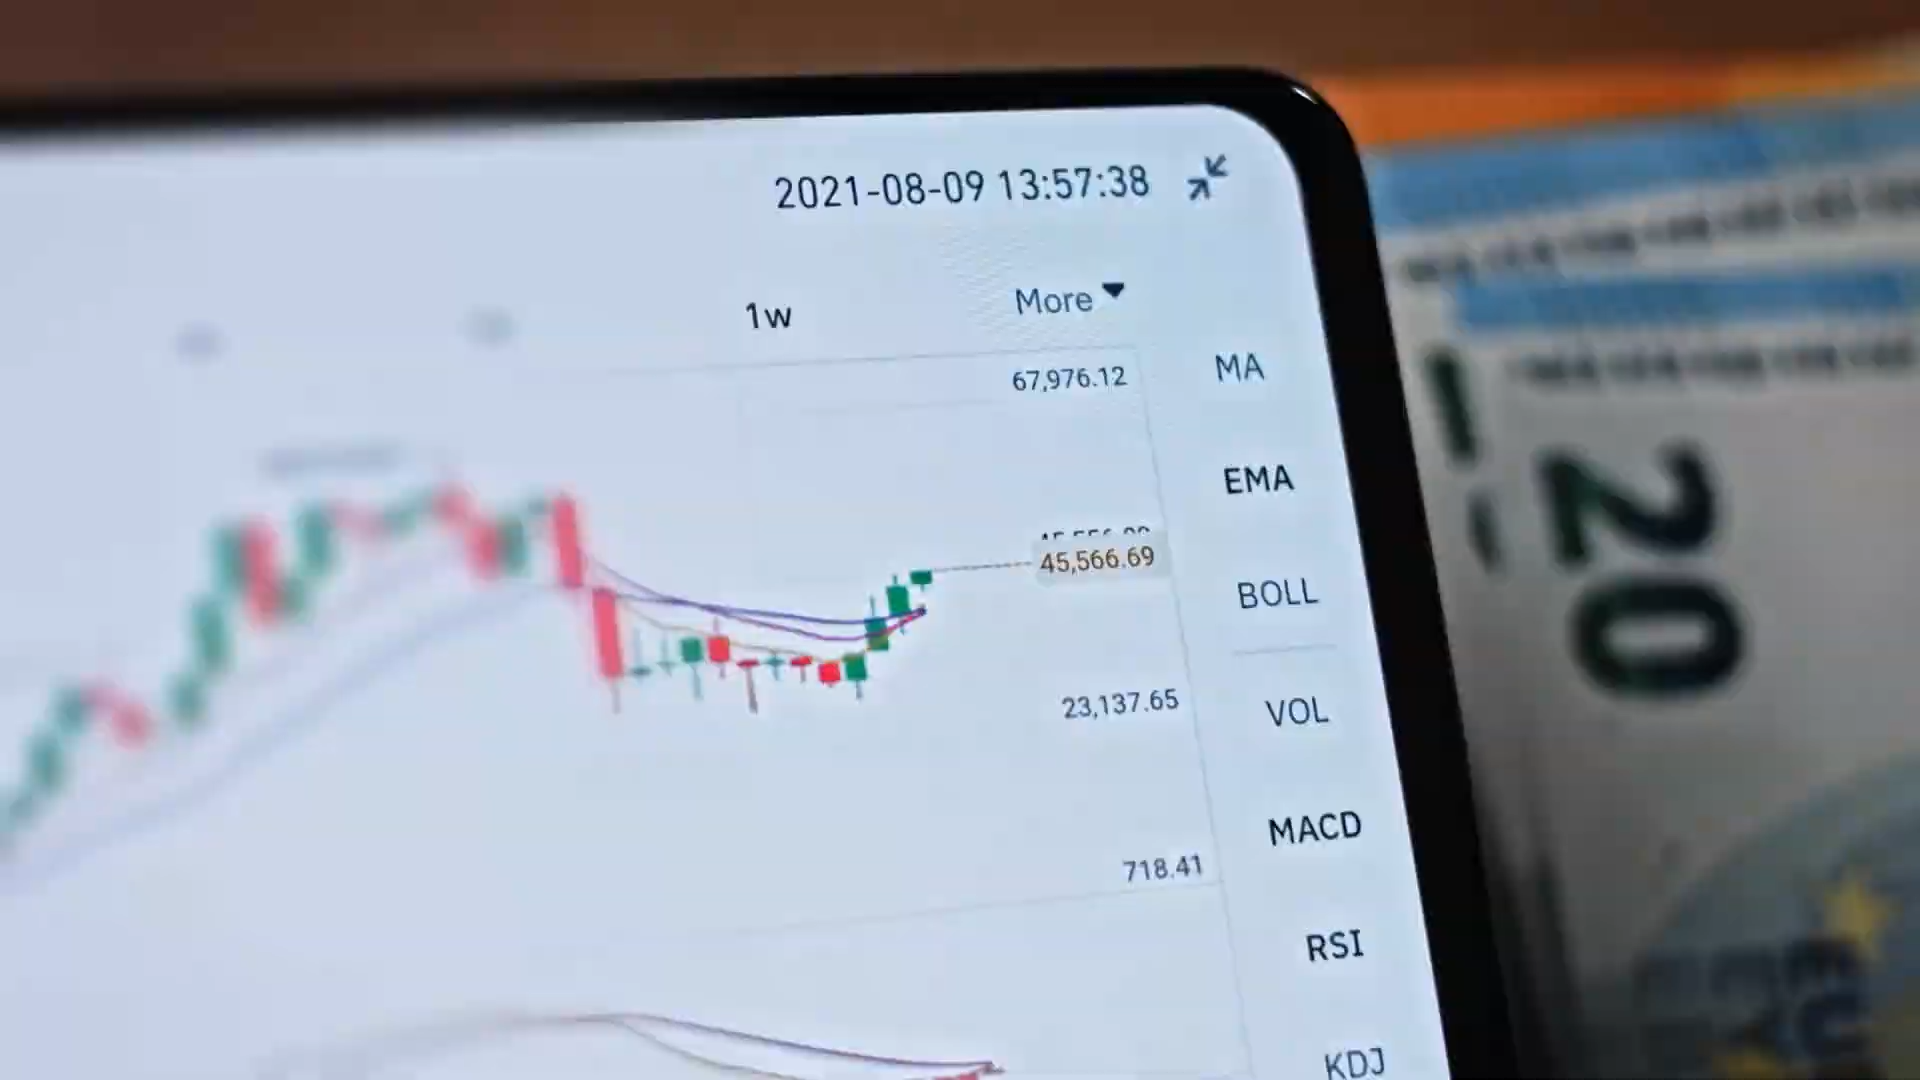 2021-08-09 13:57:38
1w More
67,976.12
MA
EMA
45,566.69
BOLL
23,137.65
VOL
MACD
718.41
RSI
KDJ
20